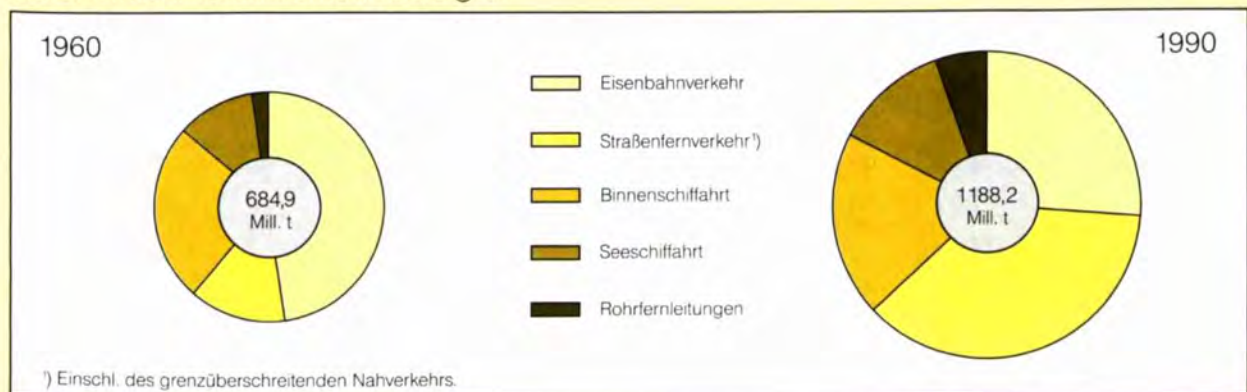 1960
1990
Eisenbahnverkehr
Straßenfernverkehr¹)
Binnenschiffahrt
Seeschiffahrt
Rohrfernleitungen
684,9
Mill. t
1188,2
Mill. t
¹) Einschl. des grenzüberschreitenden Nahverkehrs.